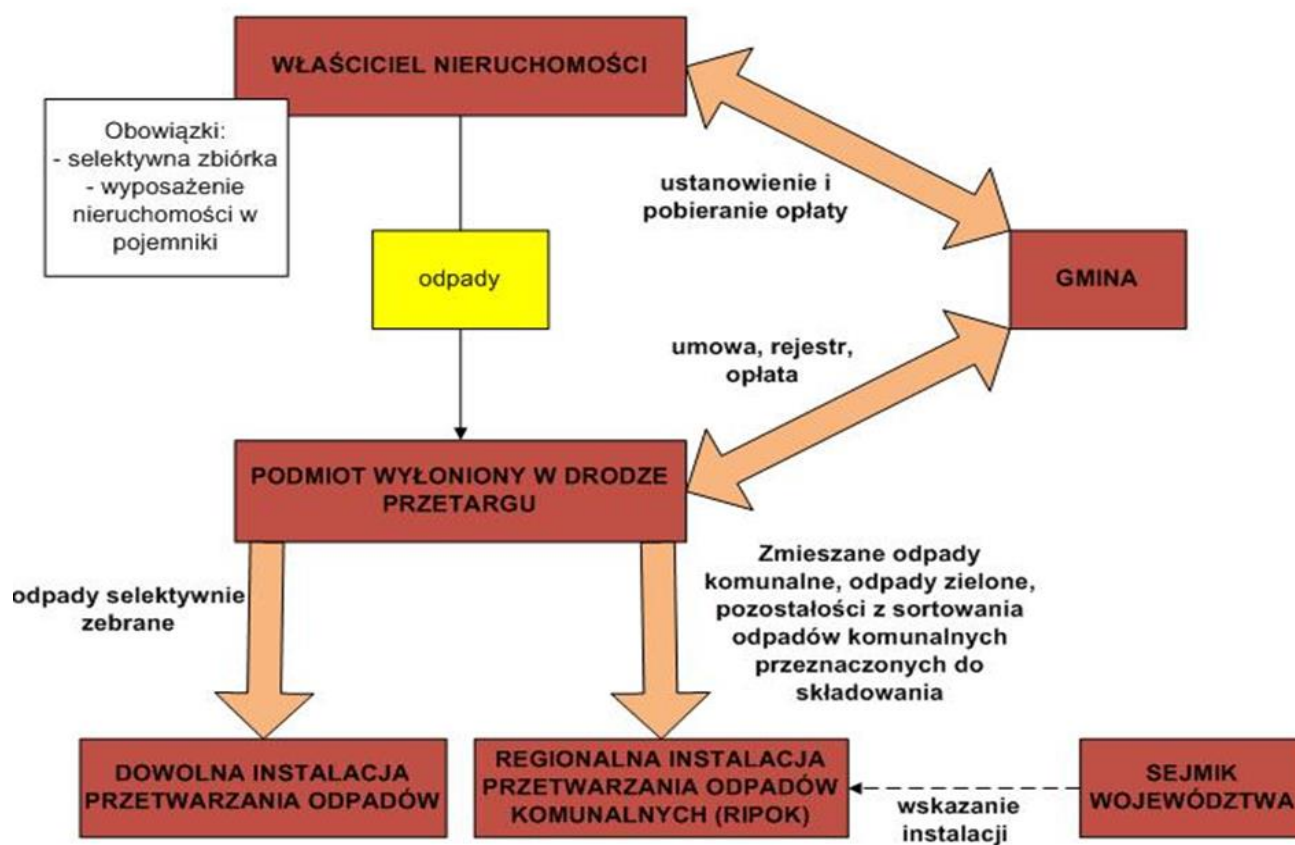 WŁAŚCICIEL NIERUCHOMOŚCI
Obowiązki:
- selektywna zbiórka
- wyposażenie
nieruchomości w
pojemniki
ustanowienie i
pobieranie opłaty
odpady
GMINA
umowa, rejestr,
opłata
PODMIOT WYŁONIONY W DRODZE
PRZETARGU
odpady selektywnie
zebrane
Zmieszane odpady
komunalne, odpady zielone,
pozostałości z sortowania
odpadów komunalnych
przeznaczonych do
składowania
DOWOLNA INSTALACJA
PRZETWARZANIA ODPADÓW
REGIONALNA INSTALACJA
PRZETWARZANIA ODPADÓW
KOMUNALNYCH (RIPOK)
wskazanie
instalacji
SEJMIK
WOJEWÓDZTWA